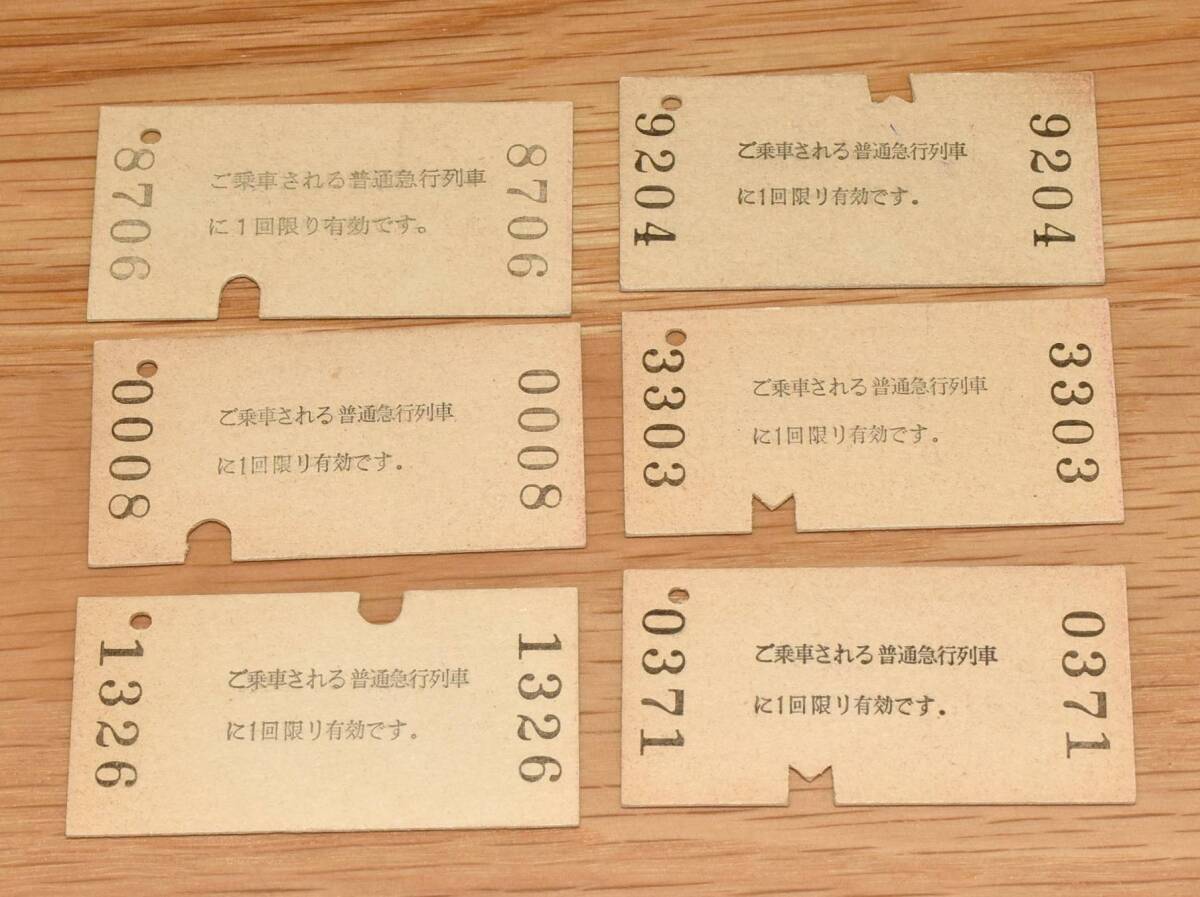 8706
ご乗車される普通急行列車
に1回限り有効です。
8706
9204
ご乗車される普通急行列車
に1回限り有効です。
9204
0008
ご乗車される普通急行列車
に1回限り有効です。
0008
3303
ご乗車される普通急行列車
に1回限り有効です。
3303
1326
ご乗車される普通急行列車
に1回限り有効です。
1326
0371
ご乗車される普通急行列車
に1回限り有効です.
0371